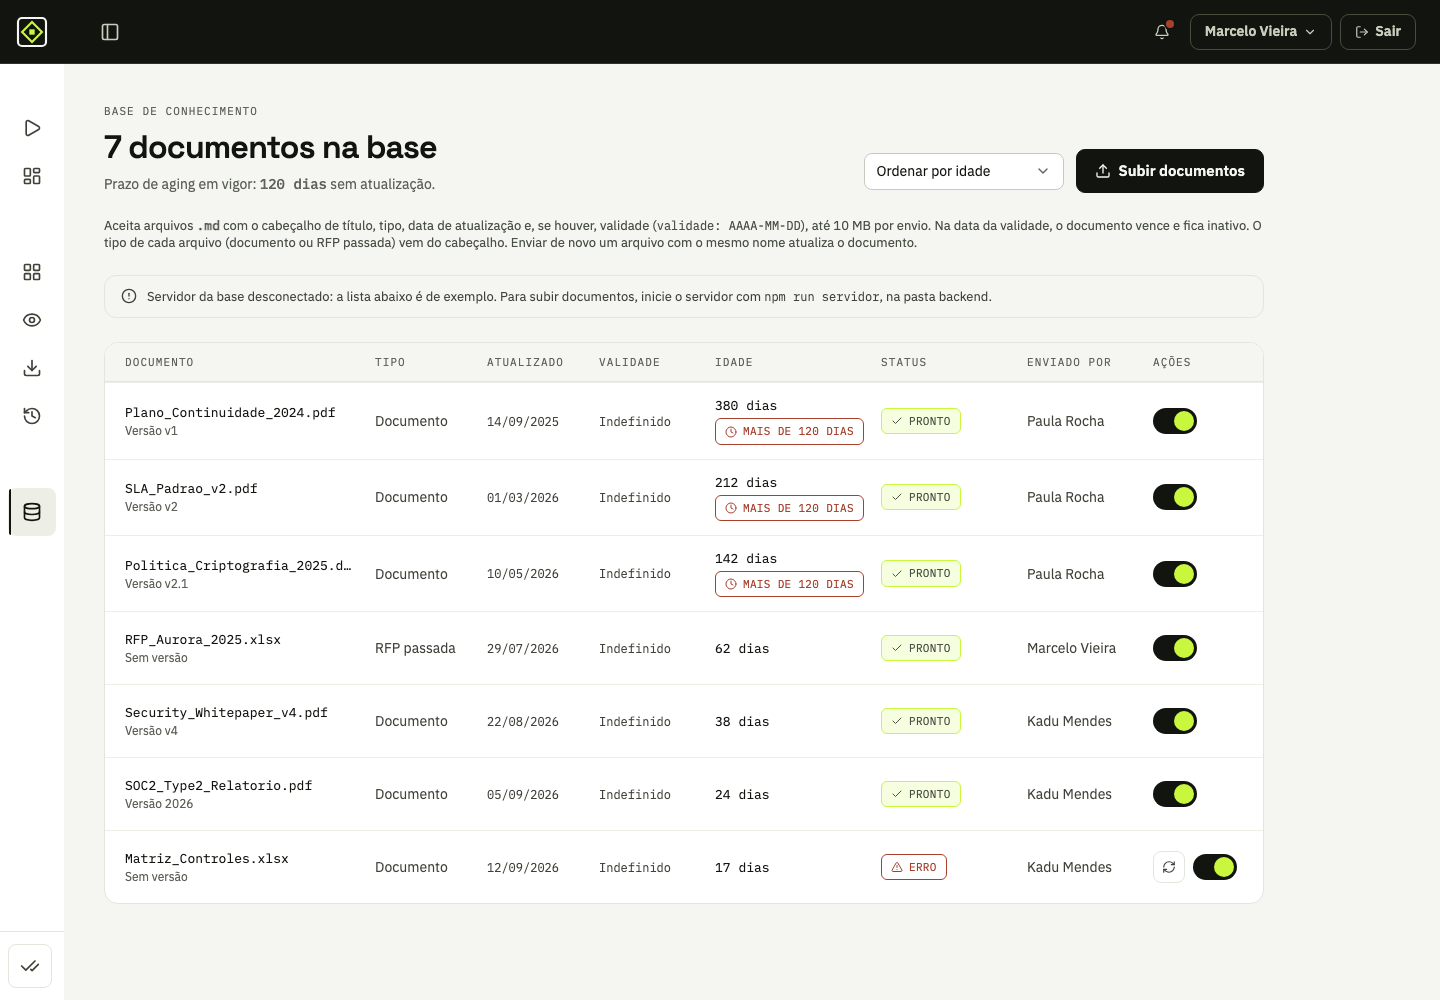 Marcelo Vieira
Sair
BASE DE CONHECIMENTO
7 documentos na base
Prazo de aging em vigor: 120 dias sem atualização.
Ordenar por idade
Subir documentos
Aceita arquivos .md com o cabeçalho de título, tipo, data de atualização e, se houver, validade (validade: AAAA-MM-DD), até 10 MB por envio. Na data da validade, o documento vence e fica inativo. O
tipo de cada arquivo (documento ou RFP passada) vem do cabeçalho. Enviar de novo um arquivo com o mesmo nome atualiza o documento.
Servidor da base desconectado: a lista abaixo é de exemplo. Para subir documentos, inicie o servidor com npm run servidor, na pasta backend.
DOCUMENTO TIPO ATUALIZADO VALIDADE IDADE STATUS ENVIADO POR AÇÕES
Plano_Continuidade_2024.pdf
Versão v1
Documento 14/09/2025 Indefinido
380 dias
MAIS DE 120 DIAS
PRONTO
Paula Rocha
SLA_Padrao_v2.pdf
Versão v2
Documento 01/03/2026 Indefinido
212 dias
MAIS DE 120 DIAS
PRONTO
Paula Rocha
Politica_Criptografia_2025.d…
Versão v2.1
Documento 10/05/2026 Indefinido
142 dias
MAIS DE 120 DIAS
PRONTO
Paula Rocha
RFP_Aurora_2025.xlsx
Sem versão
RFP passada 29/07/2026 Indefinido 62 dias PRONTO Marcelo Vieira
Security_Whitepaper_v4.pdf
Versão v4
Documento 22/08/2026 Indefinido 38 dias PRONTO Kadu Mendes
SOC2_Type2_Relatorio.pdf
Versão 2026
Documento 05/09/2026 Indefinido 24 dias PRONTO Kadu Mendes
Matriz_Controles.xlsx
Sem versão
Documento 12/09/2026 Indefinido 17 dias ERRO Kadu Mendes